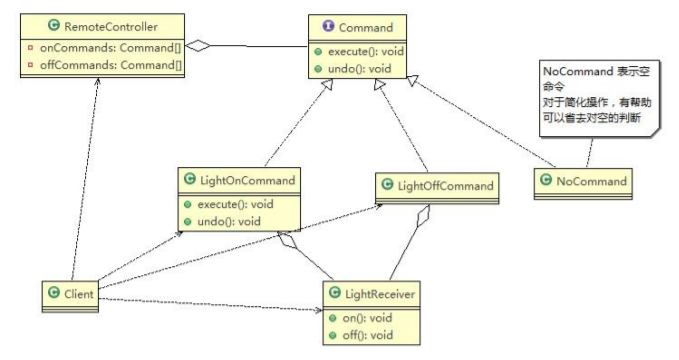 RemoteController
onCommands: Command[]
offCommands: Command[]
Command
execute(): void
undo(): void
NoCommand 表示空
命令
对于简化操作，有帮助
可以省去对空的判断
LightOnCommand
execute(): void
undo(): void
LightOffCommand
NoCommand
Client
LightReceiver
on(): void
off(): void